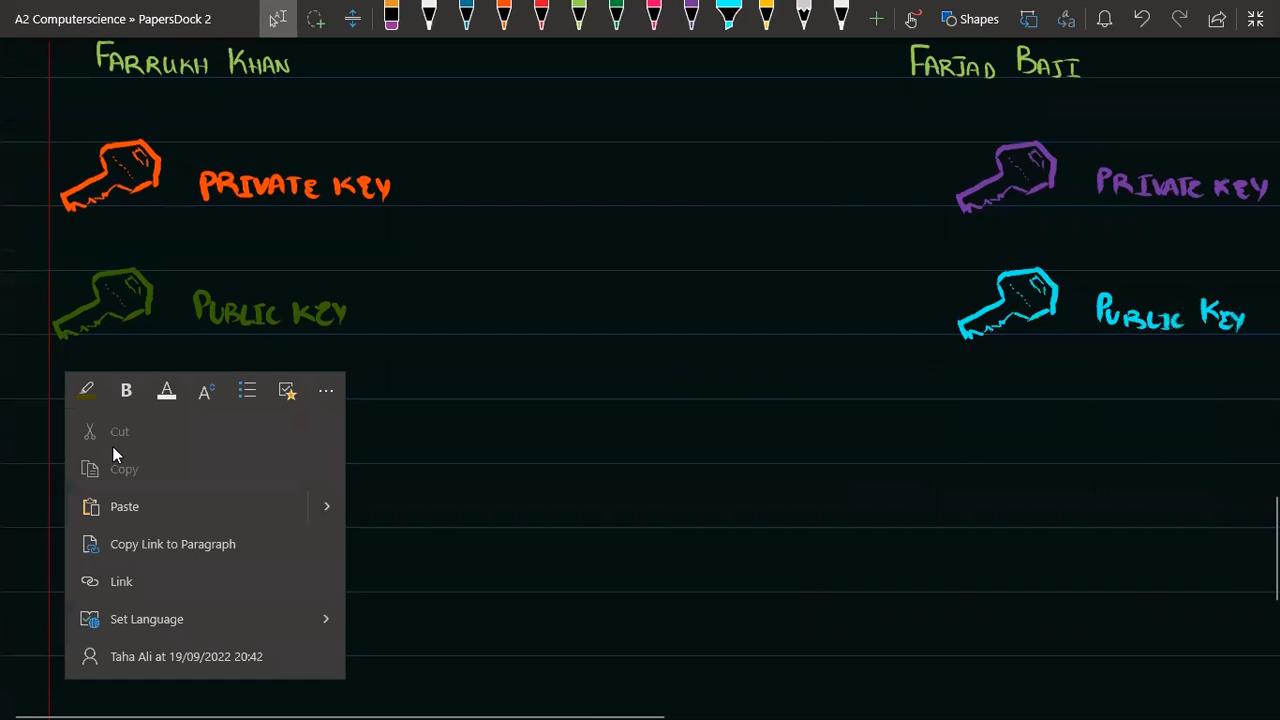 A2 Computerscience » PapersDock 2
Shapes
FARRUKH KHAN
FARJAD BAJI
PRIVATE KEY
PRIVATE KEY
PUBLIC KEY
PUBLIC KEY
Cut
Copy
Paste
Copy Link to Paragraph
Link
Set Language
Taha Ali at 19/09/2022 20:42